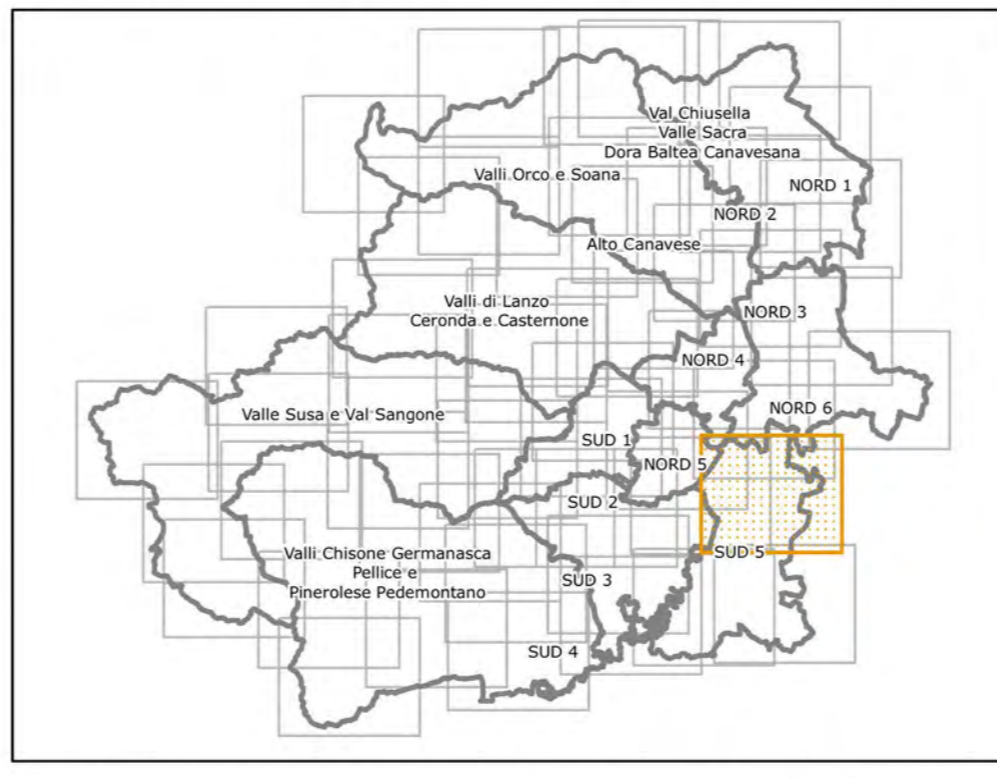 Val Chiusella
Valle Sacra
Dora Baltea Canavesana
Valli Orco e Soana
NORD 1
NORD 2
Alto Canavese
Valli di Lanzo
Ceronda e Casternone
NORD 3
NORD 4
Valle Susa e Val Sangone
NORD 6
SUD 1
NORD 5
SUD 2
Valli Chisone Germanasca
Pellice e
Pinerolese Pedemontano
SUD 5
SUD 3
SUD 4